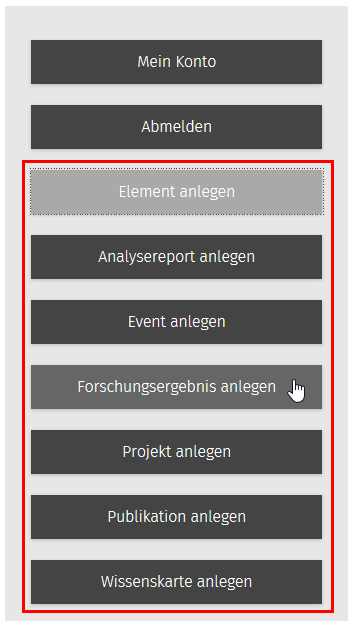 Mein Konto
Abmelden
Element anlegen
Analysereport anlegen
Event anlegen
Forschungsergebnis anlegen
Projekt anlegen
Publikation anlegen
Wissenskarte anlegen